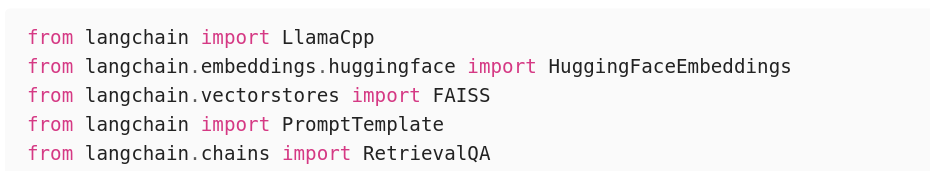 from langchain import LlamaCpp
from langchain.embeddings.huggingface import HuggingFaceEmbeddings
from langchain.vectorstores import FAISS
from langchain import PromptTemplate
from langchain.chains import RetrievalQA